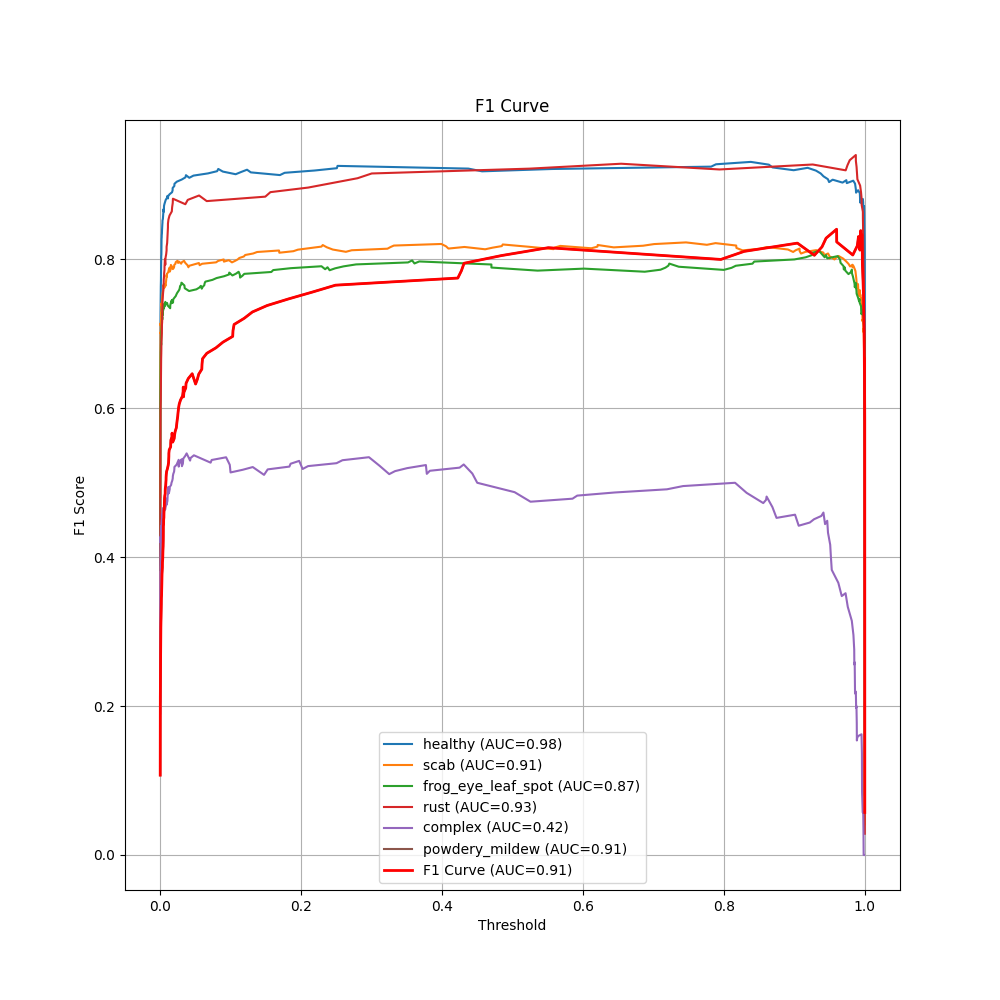 F1 Curve
F1 Score
0.8
0.6
0.4
0.2
0.0
healthy (AUC=0.98)
scab (AUC=0.91)
frog_eye_leaf_spot (AUC=0.87)
rust (AUC=0.93)
complex (AUC=0.42)
powdery_mildew (AUC=0.91)
F1 Curve (AUC=0.91)
0.0 0.2 0.4 0.6 0.8 1.0
Threshold